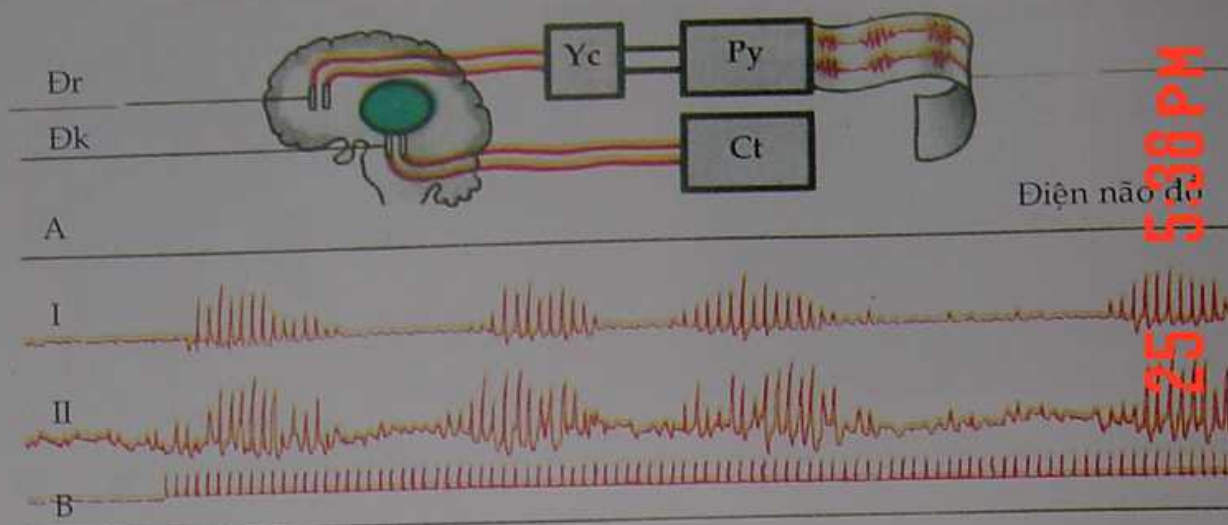 Yc
Py
Đr
Đk
Ct
Điện não đồ
A
I
II
B
25 5:38 PM